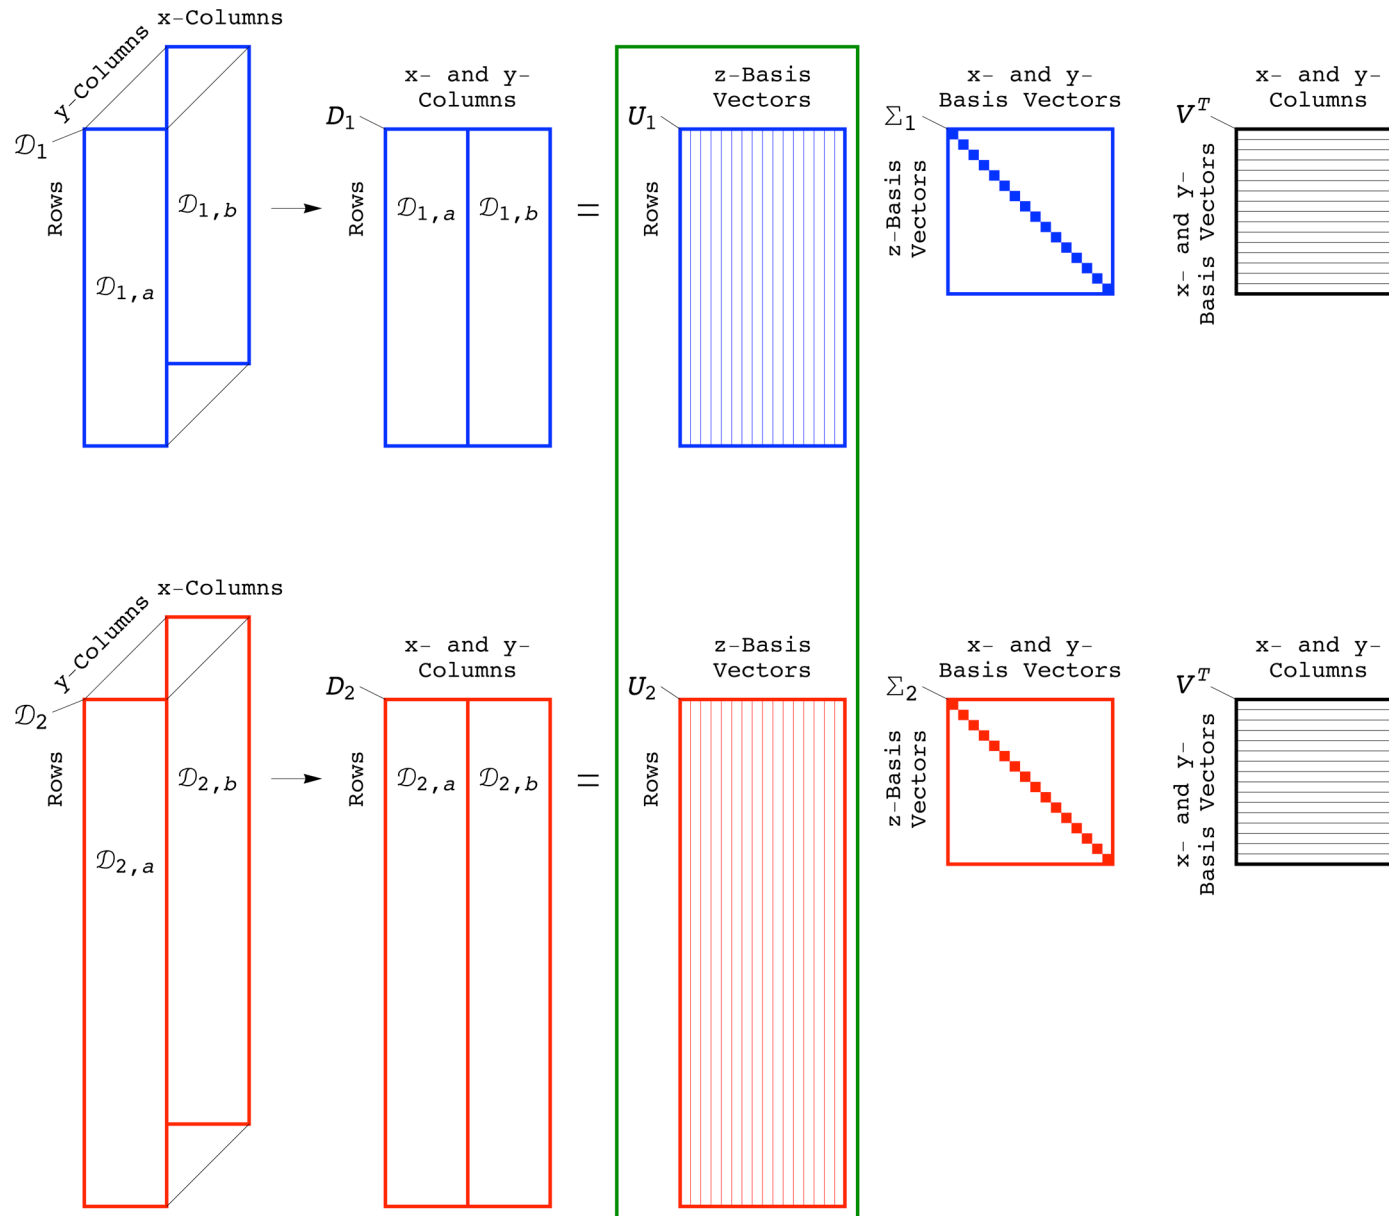 x-Columns
y-Columns
𝒟1
Rows
𝒟1,a
𝒟1,b
x- and y-
Columns
D1
Rows
𝒟1,a
𝒟1,b
=
z-Basis
Vectors
U1
Rows
x- and y-
Basis Vectors
Σ1
z-Basis
Vectors
x- and y-
Columns
V^T
x- and y-
Basis Vectors
x-Columns
y-Columns
𝒟2
Rows
𝒟2,a
𝒟2,b
x- and y-
Columns
D2
Rows
𝒟2,a
𝒟2,b
=
z-Basis
Vectors
U2
Rows
x- and y-
Basis Vectors
Σ2
z-Basis
Vectors
x- and y-
Columns
V^T
x- and y-
Basis Vectors